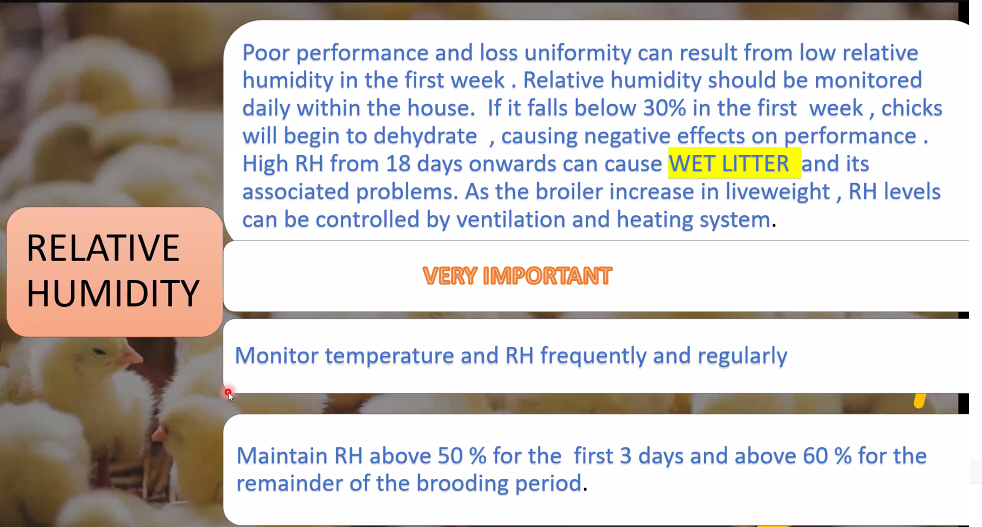 Poor performance and loss uniformity can result from low relative
humidity in the first week . Relative humidity should be monitored
daily within the house. If it falls below 30% in the first week , chicks
will begin to dehydrate , causing negative effects on performance .
High RH from 18 days onwards can cause WET LITTER and its
associated problems. As the broiler increase in liveweight , RH levels
can be controlled by ventilation and heating system.
RELATIVE
HUMIDITY
VERY IMPORTANT
Monitor temperature and RH frequently and regularly
Maintain RH above 50 % for the first 3 days and above 60 % for the
remainder of the brooding period.